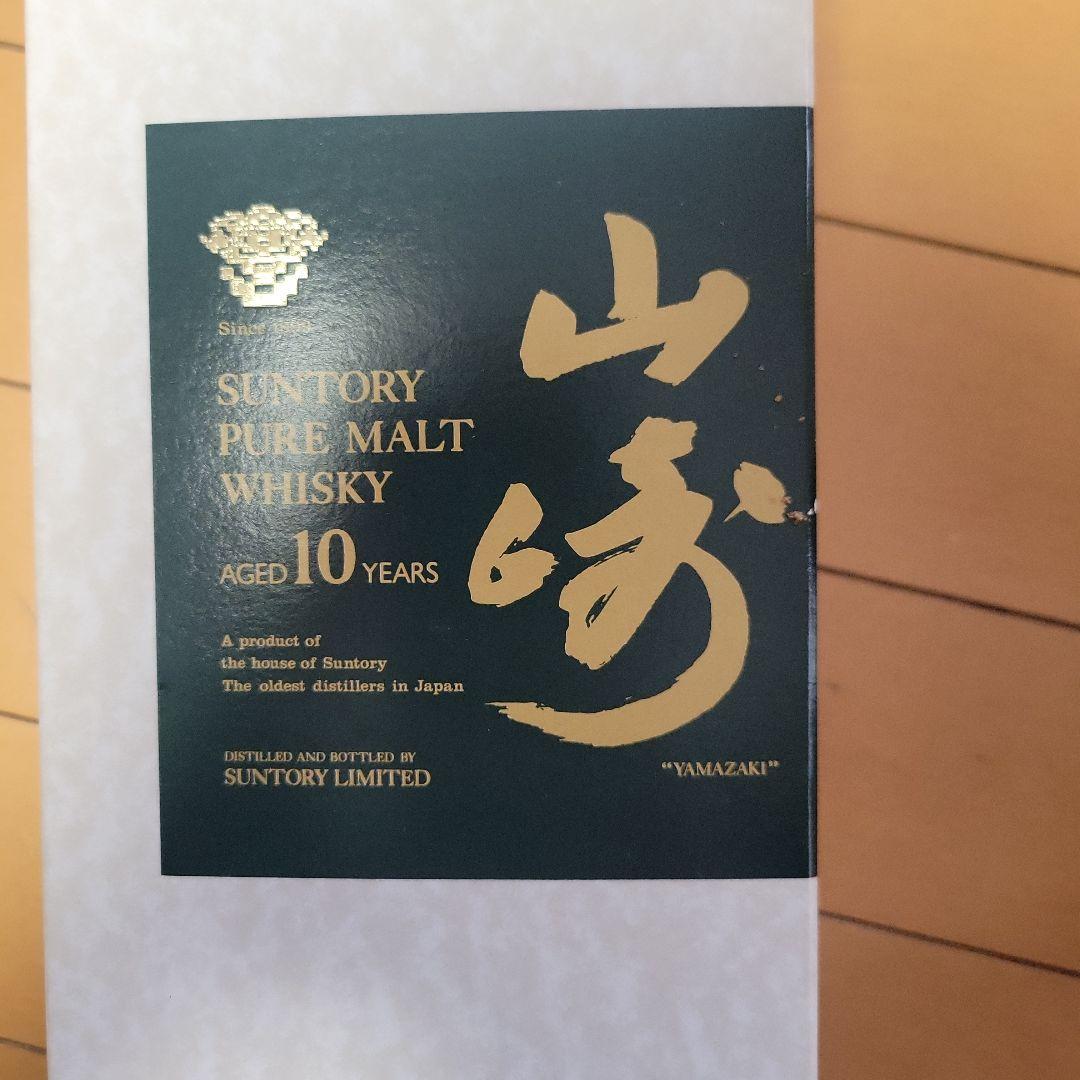 Since 1899
SUNTORY
PURE MALT
WHISKY
AGED 10 YEARS
A product of
the house of Suntory
The oldest distillers in Japan
DISTILLED AND BOTTLED BY
SUNTORY LIMITED
山崎
“YAMAZAKI”